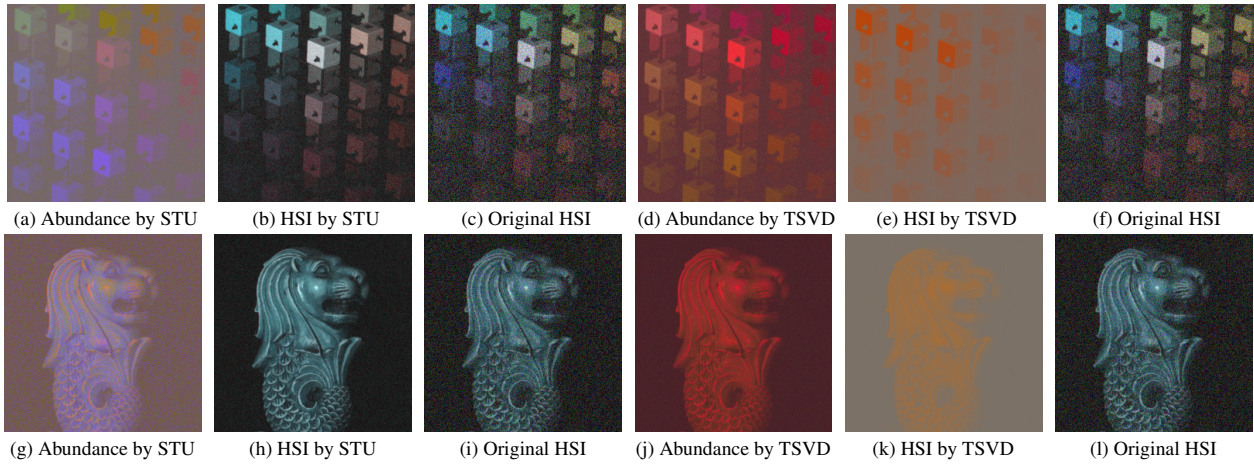 (a) Abundance by STU
(b) HSI by STU
(c) Original HSI
(d) Abundance by TSVD
(e) HSI by TSVD
(f) Original HSI
(g) Abundance by STU
(h) HSI by STU
(i) Original HSI
(j) Abundance by TSVD
(k) HSI by TSVD
(l) Original HSI